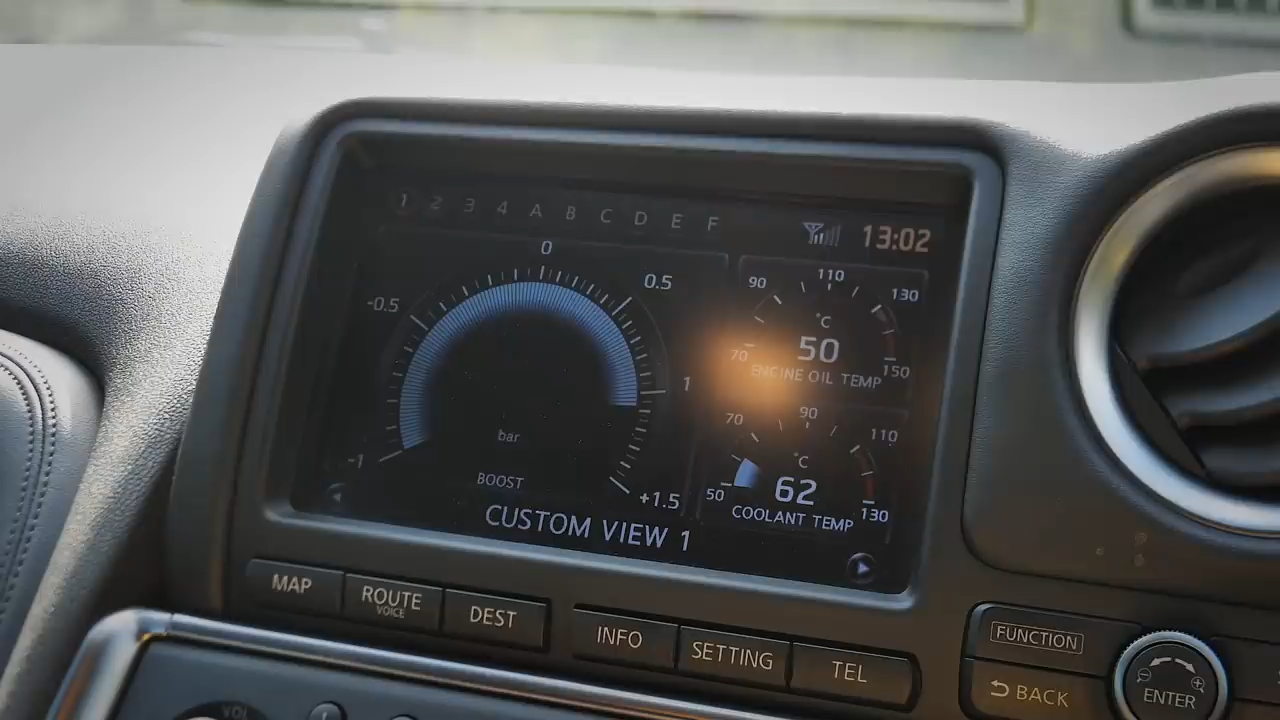 1 2 3 4 A B C D E F
13:02
0
-0.5
0.5
1
-1
+1.5
bar
BOOST
90
110
130
°C
50
70
150
ENGINE OIL TEMP
70
90
110
°C
62
50
130
COOLANT TEMP
CUSTOM VIEW 1
MAP
ROUTE
VOICE
DEST
INFO
SETTING
TEL
FUNCTION
BACK
ENTER
VOL